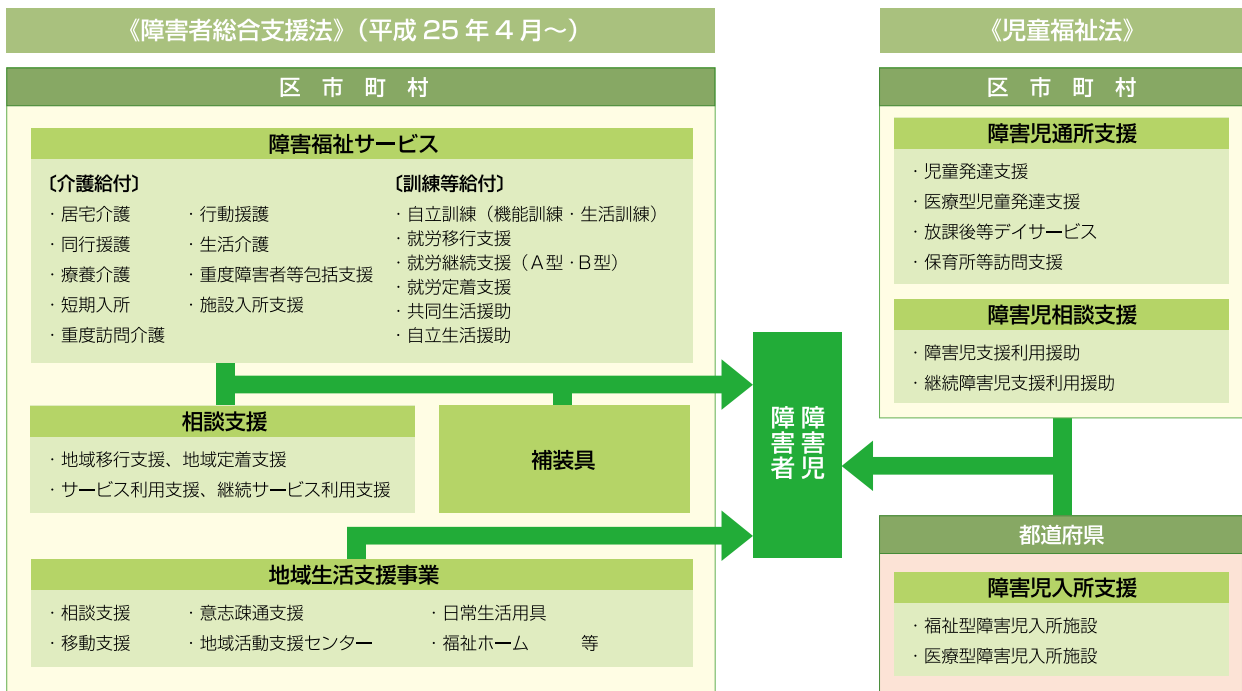 《障害者総合支援法》(平成25年4月～)
区市町村
障害福祉サービス
〔介護給付〕
・居宅介護
・同行援護
・療養介護
・短期入所
・重度訪問介護
・行動援護
・生活介護
・重度障害者等包括支援
・施設入所支援
〔訓練等給付〕
・自立訓練（機能訓練・生活訓練）
・就労移行支援
・就労継続支援（A型・B型）
・就労定着支援
・共同生活援助
・自立生活援助
相談支援
・地域移行支援、地域定着支援
・サービス利用支援、継続サービス利用支援
補装具
地域生活支援事業
・相談支援
・移動支援
・意志疎通支援
・地域活動支援センター
・日常生活用具
・福祉ホーム 等
障害児
障害者
《児童福祉法》
区市町村
障害児通所支援
・児童発達支援
・医療型児童発達支援
・放課後等デイサービス
・保育所等訪問支援
障害児相談支援
・障害児支援利用援助
・継続障害児支援利用援助
都道府県
障害児入所支援
・福祉型障害児入所施設
・医療型障害児入所施設